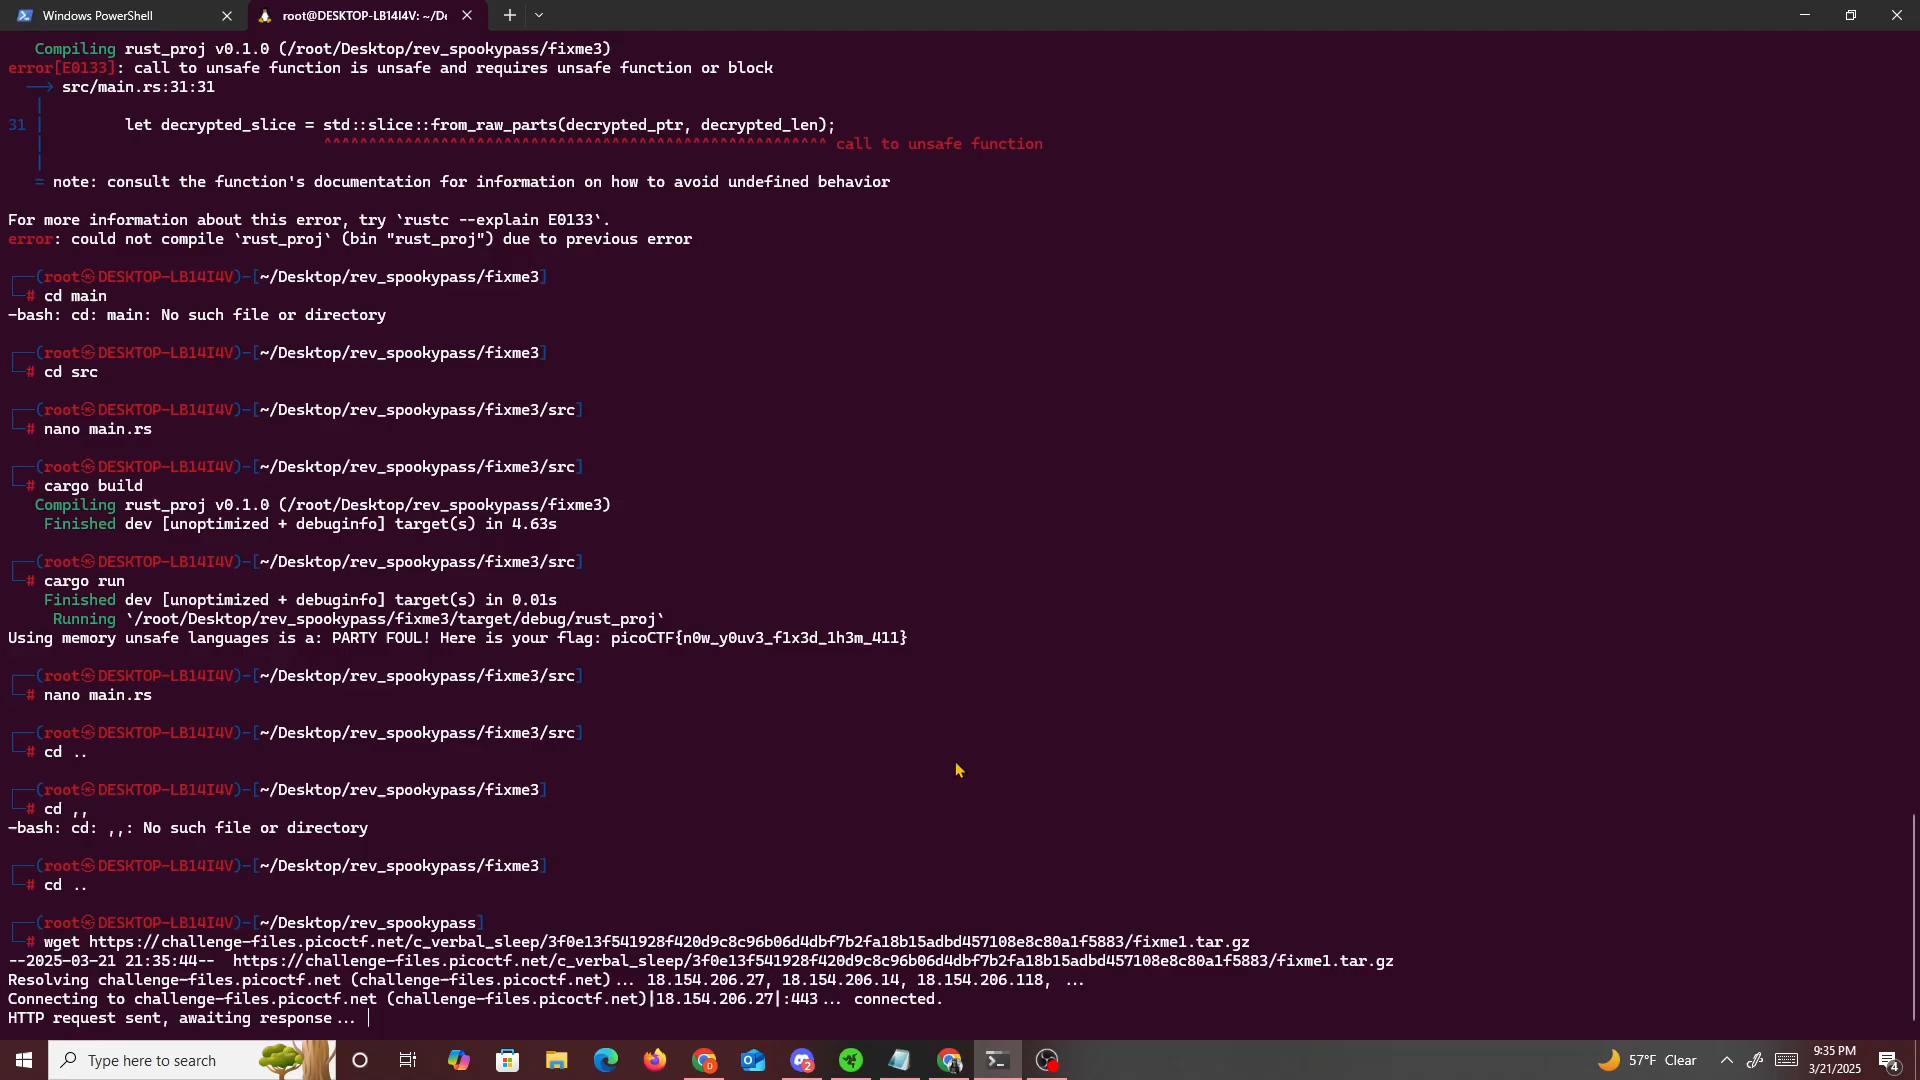 Windows PowerShell
root@DESKTOP-LB14I4V: ~/De
Compiling rust_proj v0.1.0 (/root/Desktop/rev_spookypass/fixme3)
error[E0133]: call to unsafe function is unsafe and requires unsafe function or block
--> src/main.rs:31:31
|
31 | let decrypted_slice = std::slice::from_raw_parts(decrypted_ptr, decrypted_len);
| ^^^^^^^^^^^^^^^^^^^^^^^^^^^^^^^^^^^^^^^^^^^^^^^^^^^^^^^^ call to unsafe function
|
= note: consult the function's documentation for information on how to avoid undefined behavior
For more information about this error, try `rustc --explain E0133`.
error: could not compile `rust_proj` (bin "rust_proj") due to previous error
┌──(root㉿DESKTOP-LB14I4V)-[~/Desktop/rev_spookypass/fixme3]
└─# cd main
-bash: cd: main: No such file or directory
┌──(root㉿DESKTOP-LB14I4V)-[~/Desktop/rev_spookypass/fixme3]
└─# cd src
┌──(root㉿DESKTOP-LB14I4V)-[~/Desktop/rev_spookypass/fixme3/src]
└─# nano main.rs
┌──(root㉿DESKTOP-LB14I4V)-[~/Desktop/rev_spookypass/fixme3/src]
└─# cargo build
Compiling rust_proj v0.1.0 (/root/Desktop/rev_spookypass/fixme3)
Finished dev [unoptimized + debuginfo] target(s) in 4.63s
┌──(root㉿DESKTOP-LB14I4V)-[~/Desktop/rev_spookypass/fixme3/src]
└─# cargo run
Finished dev [unoptimized + debuginfo] target(s) in 0.01s
Running `/root/Desktop/rev_spookypass/fixme3/target/debug/rust_proj`
Using memory unsafe languages is a: PARTY FOUL! Here is your flag: picoCTF{n0w_y0uv3_f1x3d_1h3m_411}
┌──(root㉿DESKTOP-LB14I4V)-[~/Desktop/rev_spookypass/fixme3/src]
└─# nano main.rs
┌──(root㉿DESKTOP-LB14I4V)-[~/Desktop/rev_spookypass/fixme3/src]
└─# cd ..
┌──(root㉿DESKTOP-LB14I4V)-[~/Desktop/rev_spookypass/fixme3]
└─# cd ,,
-bash: cd: ,,: No such file or directory
┌──(root㉿DESKTOP-LB14I4V)-[~/Desktop/rev_spookypass/fixme3]
└─# cd ..
┌──(root㉿DESKTOP-LB14I4V)-[~/Desktop/rev_spookypass]
└─# wget https://challenge-files.picoctf.net/c_verbal_sleep/3f0e13f541928f420d9c8c96b06d4dbf7b2fa18b15adbd457108e8c80a1f5883/fixme1.tar.gz
--2025-03-21 21:35:44-- https://challenge-files.picoctf.net/c_verbal_sleep/3f0e13f541928f420d9c8c96b06d4dbf7b2fa18b15adbd457108e8c80a1f5883/fixme1.tar.gz
Resolving challenge-files.picoctf.net (challenge-files.picoctf.net)... 18.154.206.27, 18.154.206.14, 18.154.206.118, ...
Connecting to challenge-files.picoctf.net (challenge-files.picoctf.net)|18.154.206.27|:443... connected.
HTTP request sent, awaiting response...
Type here to search
57°F Clear
9:35 PM
3/21/2025
4
2